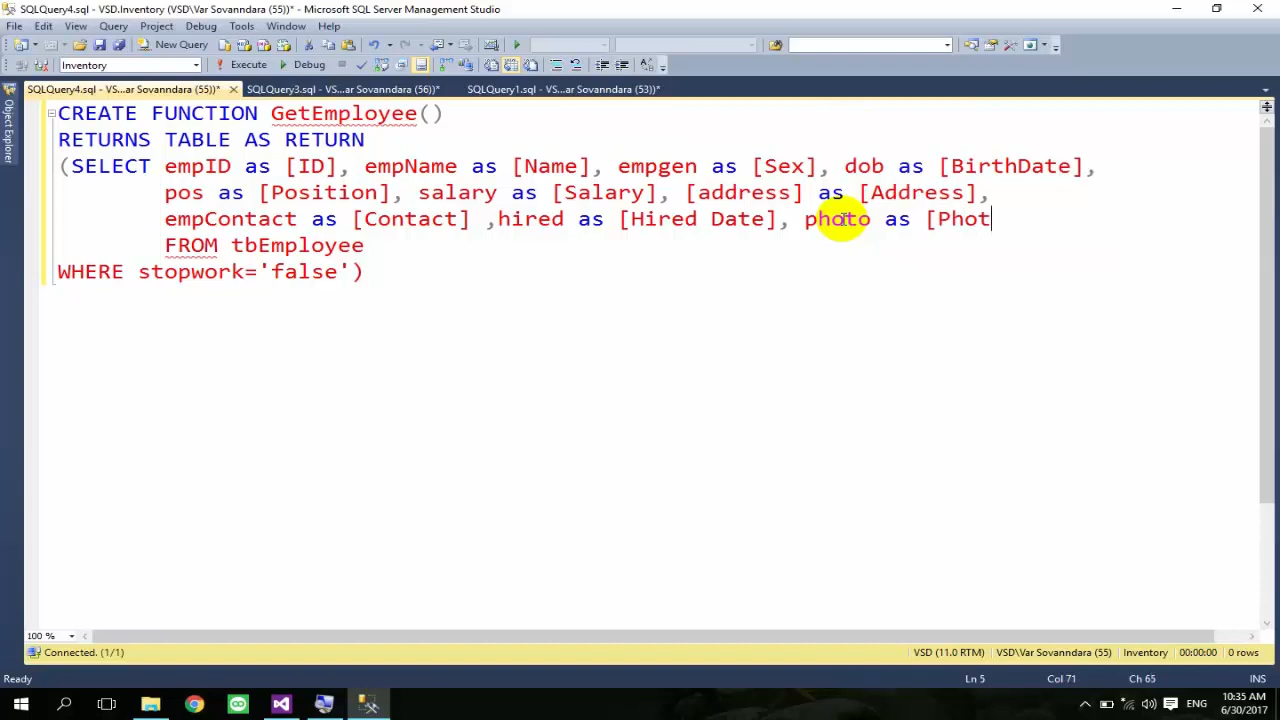 SQLQuery4.sql - VSD.Inventory (VSD\Var Sovanndara (55))* - Microsoft SQL Server Management Studio
File Edit View Query Project Debug Tools Window Help
New Query
Inventory Execute Debug
SQLQuery4.sql - VS...ar Sovanndara (55))* SQLQuery3.sql - VS...ar Sovanndara (56))* SQLQuery1.sql - VS...ar Sovanndara (53))*
Object Explorer
CREATE FUNCTION GetEmployee()
RETURNS TABLE AS RETURN
(SELECT empID as [ID], empName as [Name], empgen as [Sex], dob as [BirthDate],
pos as [Position], salary as [Salary], [address] as [Address],
empContact as [Contact] ,hired as [Hired Date], photo as [Phot
FROM tbEmployee
WHERE stopwork='false')
100 %
Connected. (1/1) VSD (11.0 RTM) VSD\Var Sovanndara (55) Inventory 00:00:00 0 rows
Ready Ln 5 Col 71 Ch 65 INS
ENG 10:35 AM
6/30/2017